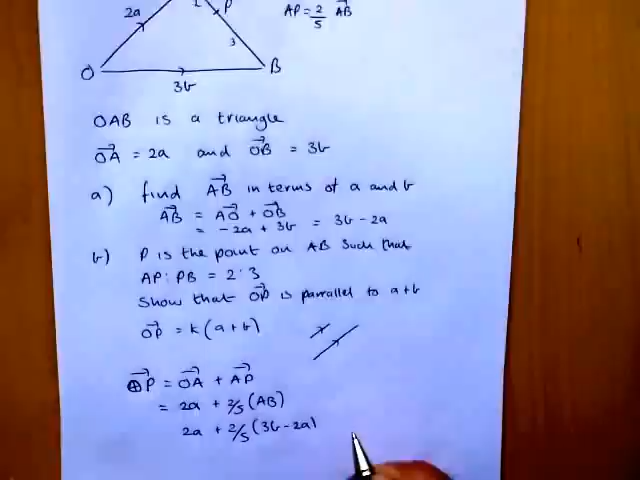 2a
2
P
AP = 2/5 AB
3
O
B
3b
OAB is a triangle
OA = 2a and OB = 3b
a) find AB in terms of a and b
AB = AO + OB
= -2a + 3b = 3b - 2a
b) P is the point on AB such that
AP : PB = 2 : 3
Show that OP is parrallel to a+b
OP = k(a+b)
OP = OA + AP
= 2a + 2/5 (AB)
2a + 2/5 (3b - 2a)